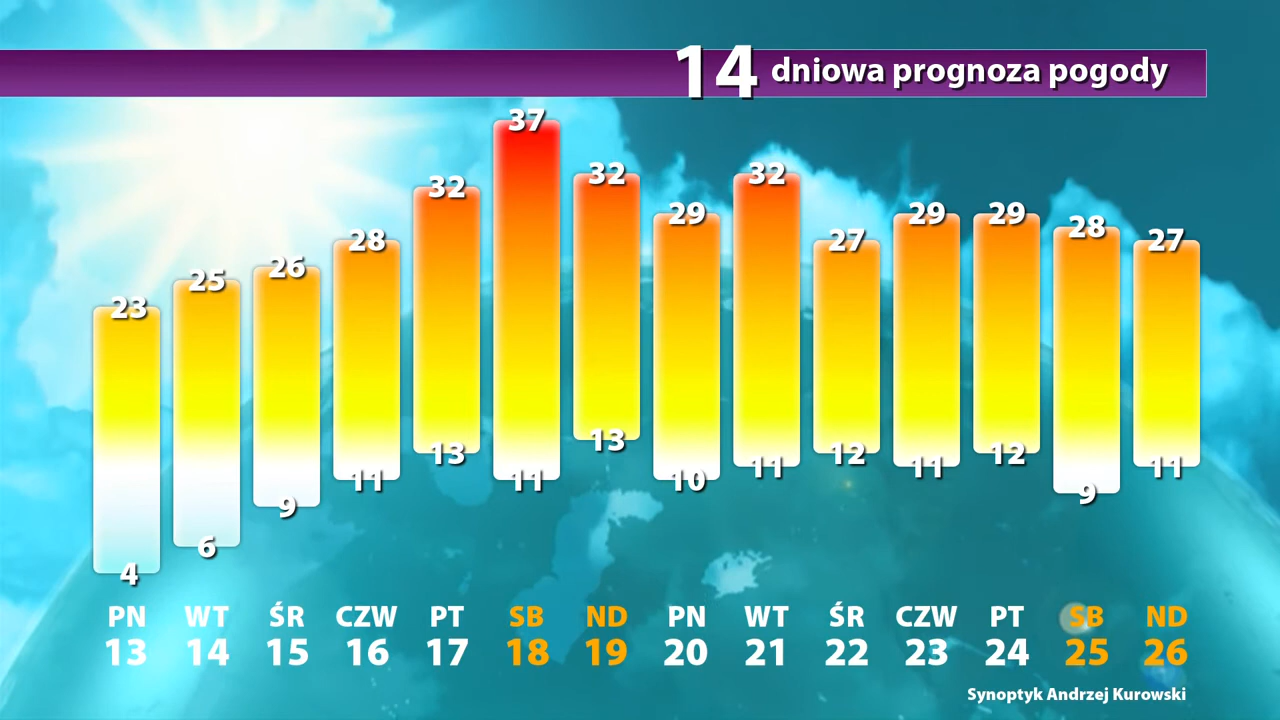 14 dniowa prognoza pogody
23 25 26 28 32 37 32 29 32 27 29 29 28 27
4 6 9 11 13 11 13 10 11 12 11 12 9 11
PN WT ŚR CZW PT SB ND PN WT ŚR CZW PT SB ND
13 14 15 16 17 18 19 20 21 22 23 24 25 26
Synoptyk Andrzej Kurowski